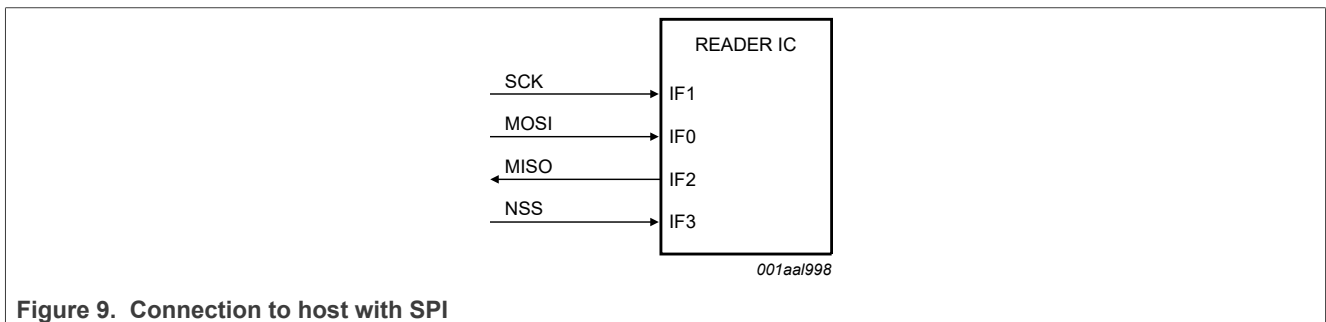 READER IC
SCK
IF1
MOSI
IF0
MISO
IF2
NSS
IF3
001aal998
Figure 9. Connection to host with SPI